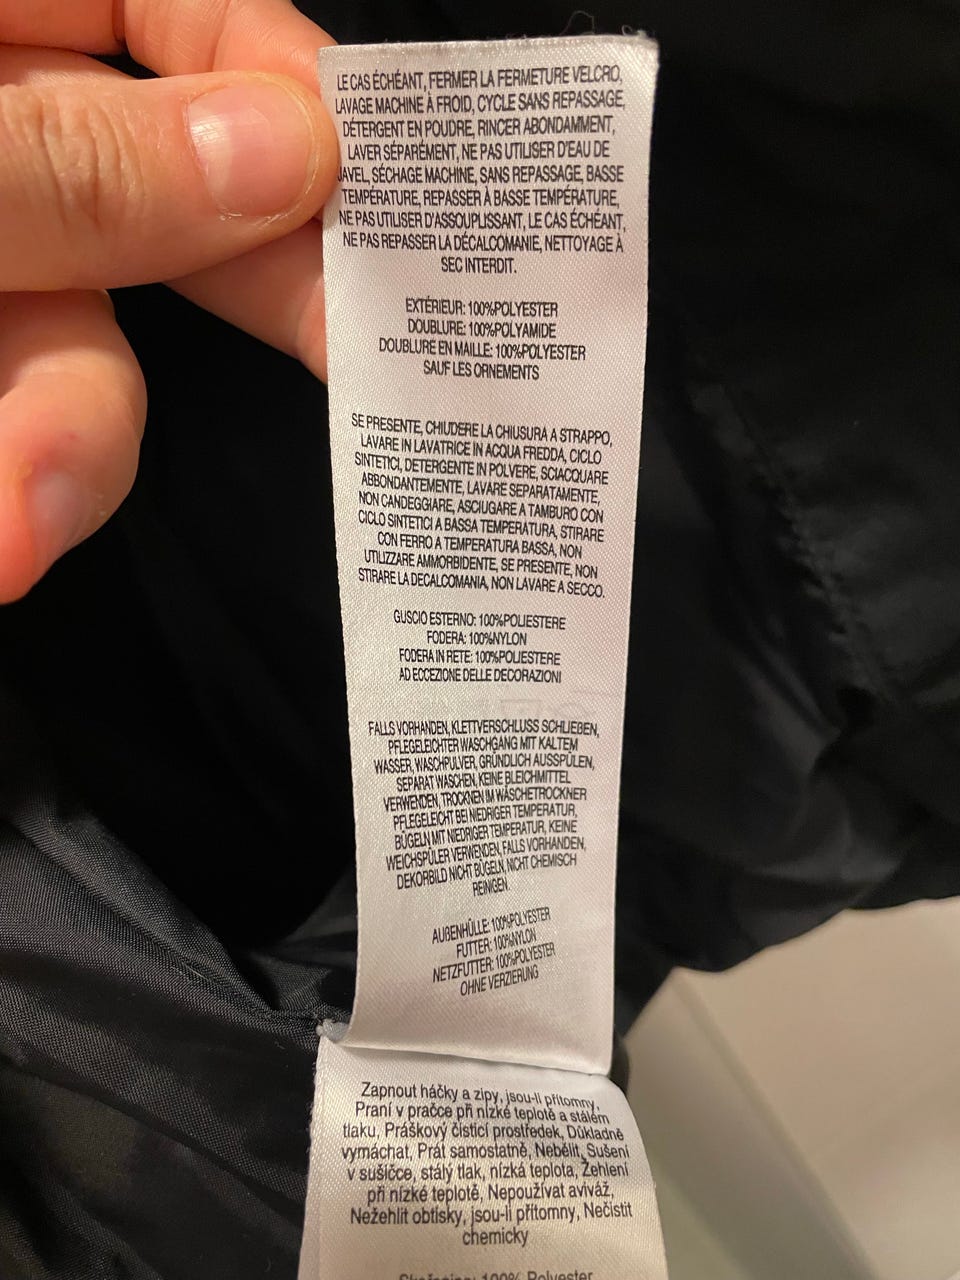 LE CAS ÉCHÉANT, FERMER LA FERMETURE VELCRO,
LAVAGE MACHINE À FROID, CYCLE SANS REPASSAGE,
DÉTERGENT EN POUDRE, RINCER ABONDAMMENT,
LAVER SÉPARÉMENT, NE PAS UTILISER D'EAU DE
JAVEL, SÉCHAGE MACHINE, SANS REPASSAGE, BASSE
TEMPÉRATURE, REPASSER À BASSE TEMPÉRATURE,
NE PAS UTILISER D'ASSOUPLISSANT, LE CAS ÉCHÉANT,
NE PAS REPASSER LA DÉCALCOMANIE, NETTOYAGE À
SEC INTERDIT.
EXTÉRIEUR: 100%POLYESTER
DOUBLURE: 100%POLYAMIDE
DOUBLURE EN MAILLE: 100%POLYESTER
SAUF LES ORNEMENTS
SE PRESENTE, CHIUDERE LA CHIUSURA A STRAPPO,
LAVARE IN LAVATRICE IN ACQUA FREDDA, CICLO
SINTETICI, DETERGENTE IN POLVERE, SCIACQUARE
ABBONDANTEMENTE, LAVARE SEPARATAMENTE,
NON CANDEGGIARE, ASCIUGARE A TAMBURO CON
CICLO SINTETICI A BASSA TEMPERATURA, STIRARE
CON FERRO A TEMPERATURA BASSA, NON
UTILIZZARE AMMORBIDENTE, SE PRESENTE, NON
STIRARE LA DECALCOMANIA, NON LAVARE A SECCO.
GUSCIO ESTERNO: 100%POLIESTERE
FODERA: 100%NYLON
FODERA IN RETE: 100%POLIESTERE
AD ECCEZIONE DELLE DECORAZIONI
FALLS VORHANDEN, KLETTVERSCHLUSS SCHLIEBEN,
PFLEGELEICHTER WASCHGANG MIT KALTEM
WASSER, WASCHPULVER, GRÜNDLICH AUSSPÜLEN,
SEPARAT WASCHEN, KEINE BLEICHMITTEL
VERWENDEN, TROCKNEN IM WÄSCHETROCKNER
PFLEGELEICHT BEI NIEDRIGER TEMPERATUR,
BÜGELN MIT NIEDRIGER TEMPERATUR, KEINE
WEICHSPÜLER VERWENDEN, FALLS VORHANDEN,
DEKORBILD NICHT BÜGELN, NICHT CHEMISCH
REINIGEN.
AUßENHÜLLE: 100%POLYESTER
FUTTER: 100%NYLON
NETZFUTTER: 100%POLYESTER
OHNE VERZIERUNG
Zapnout háčky a zipy, jsou-li přítomny,
Praní v pračce při nízké teplotě a stálém
tlaku, Práškový čisticí prostředek, Důkladně
vymáchat, Prát samostatně, Nebělit, Sušení
v sušičce, stálý tlak, nízká teplota, Žehlení
při nízké teplotě, Nepoužívat aviváž,
Nežehlit obtisky, jsou-li přítomny, Nečistit
chemicky
100% Polyester